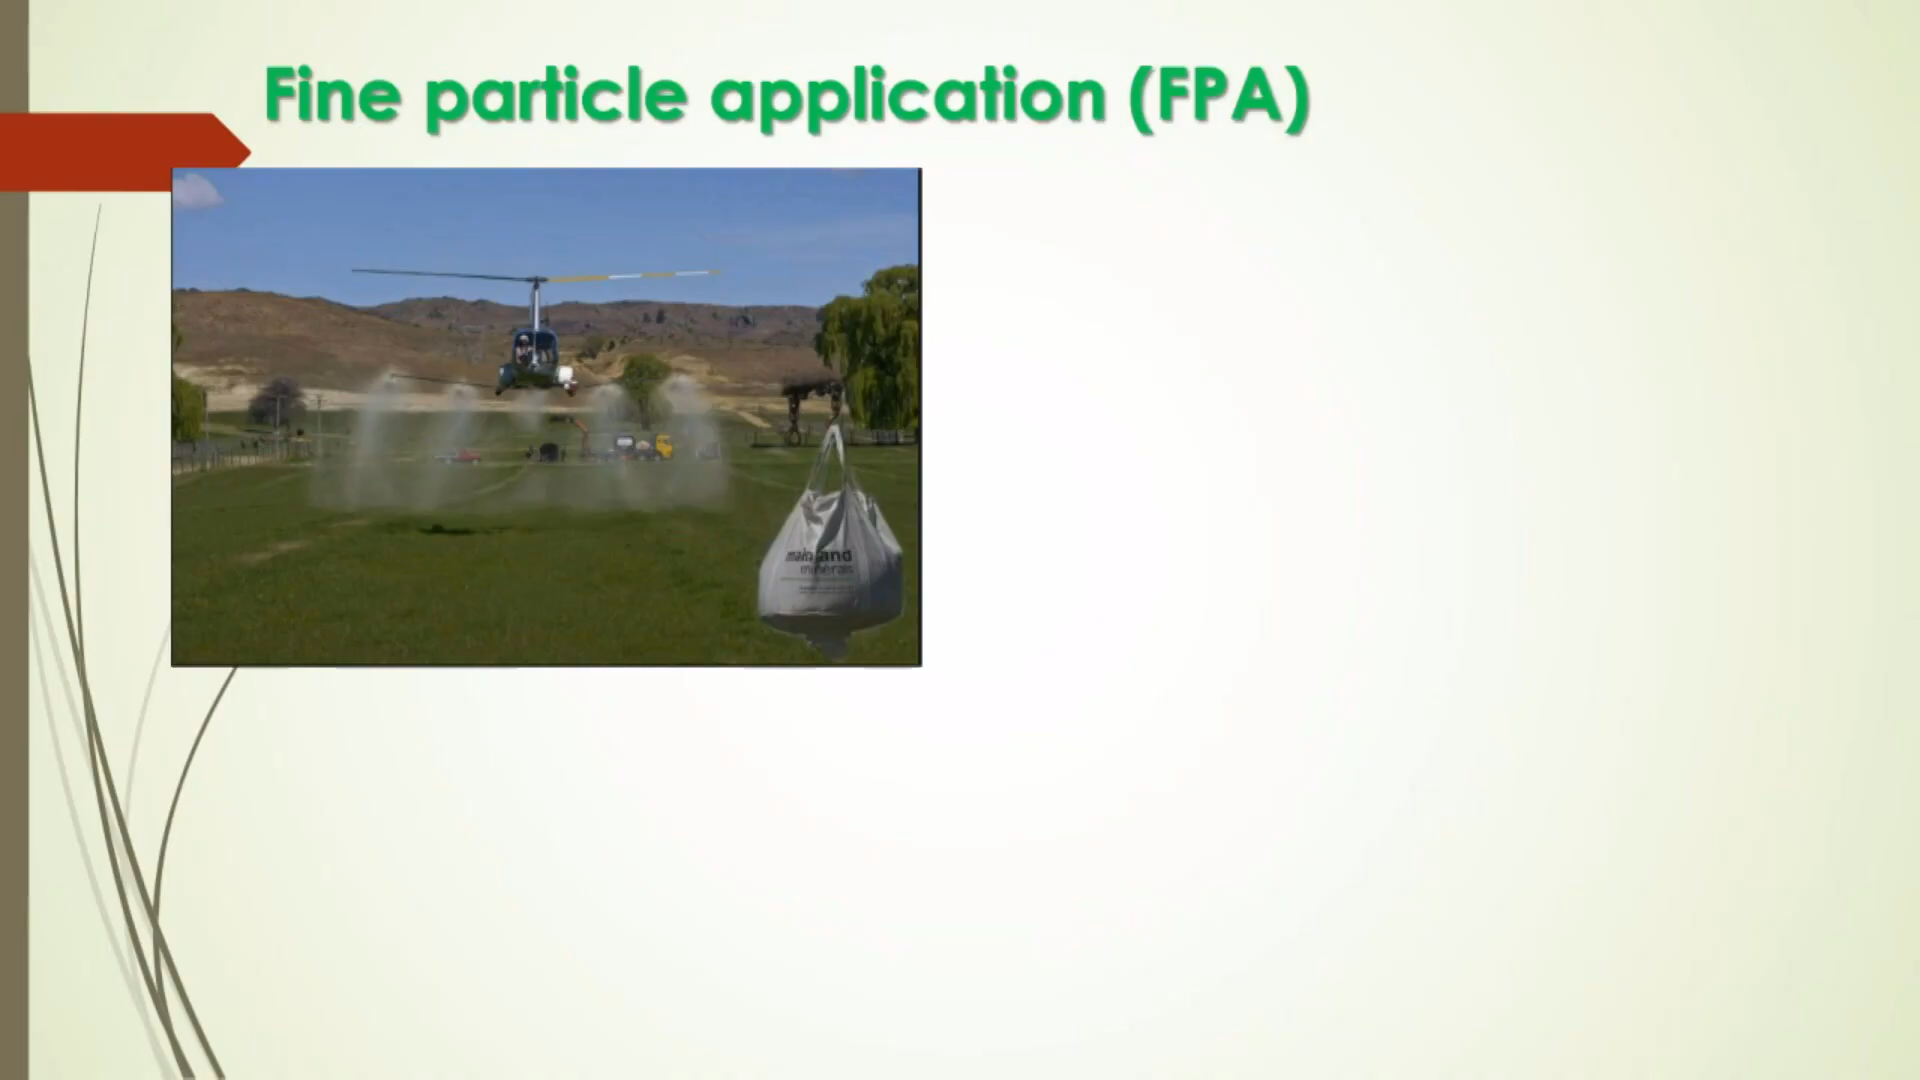 Fine particle application (FPA)
mainland
minerals